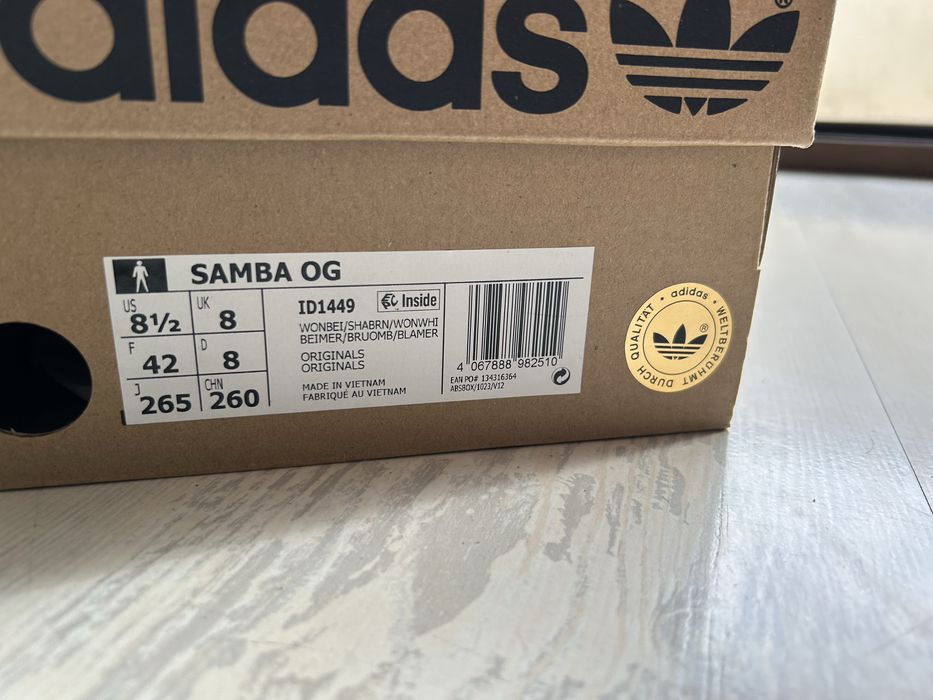 adidas ®
SAMBA OG
US 8½ UK 8
F 42 D 8
J 265 CHN 260
ID1449 Inside
WONBEI/SHABRN/WONWHI
BEIMER/BRUOMB/BLAMER
ORIGINALS
ORIGINALS
MADE IN VIETNAM
FABRIQUÉ AU VIETNAM
4 067888 982510
EAN PO# 134316364
ABSBOX/1023/V12
adidas • WELTBERÜHMT DURCH QUALITÄT •
®